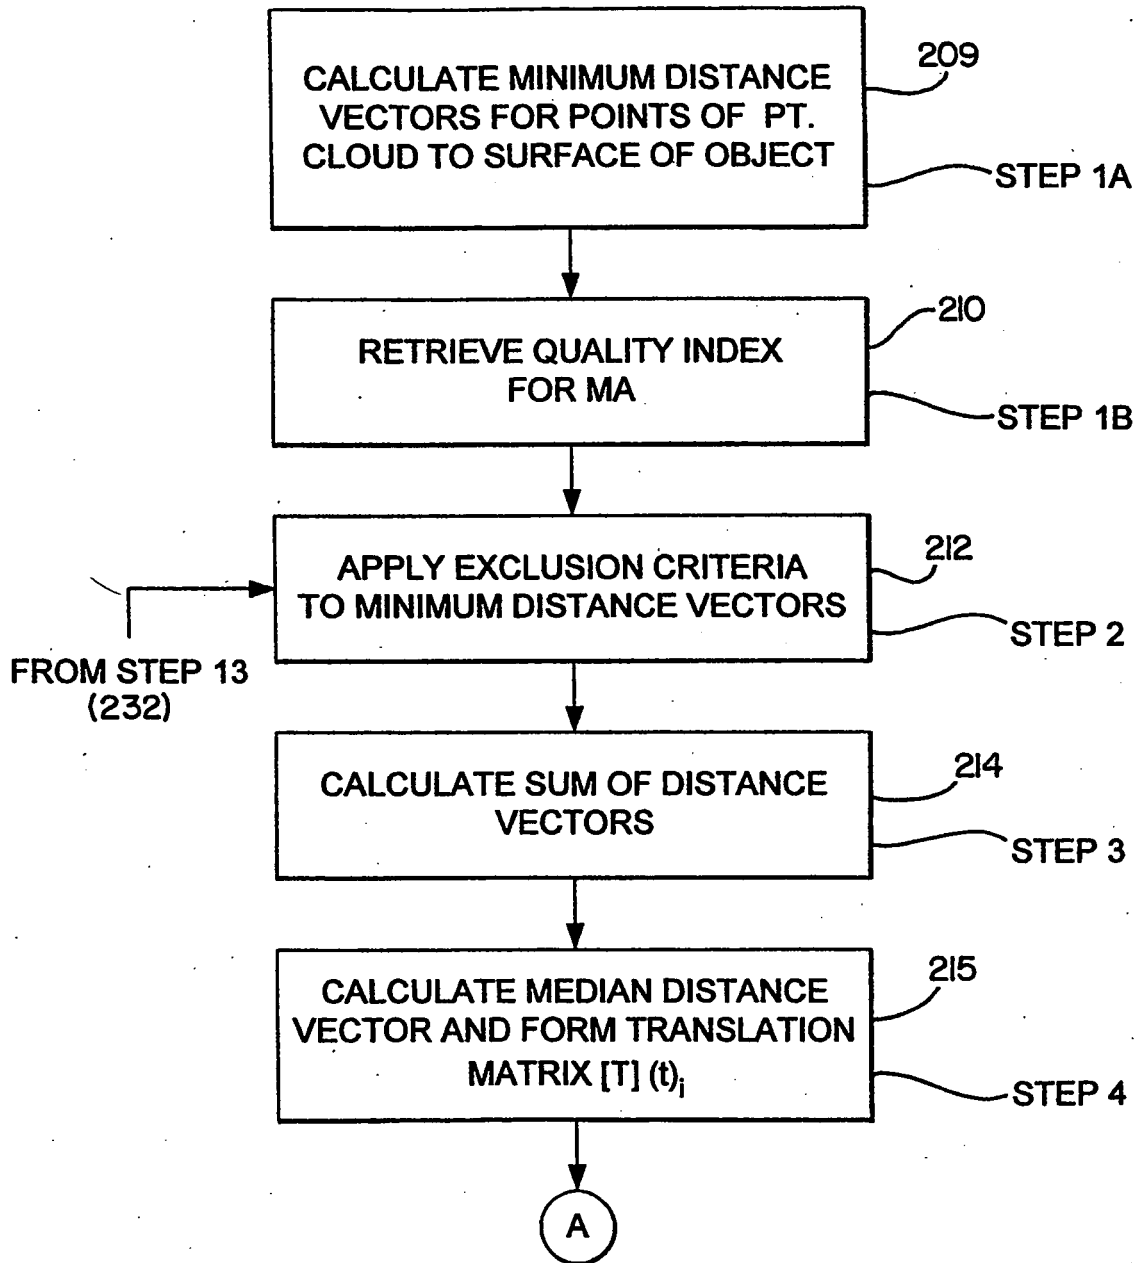 CALCULATE MINIMUM DISTANCE
VECTORS FOR POINTS OF PT.
CLOUD TO SURFACE OF OBJECT
209
STEP 1A
RETRIEVE QUALITY INDEX
FOR MA
210
STEP 1B
APPLY EXCLUSION CRITERIA
TO MINIMUM DISTANCE VECTORS
212
STEP 2
FROM STEP 13
(232)
CALCULATE SUM OF DISTANCE
VECTORS
214
STEP 3
CALCULATE MEDIAN DISTANCE
VECTOR AND FORM TRANSLATION
MATRIX [T] (t)i
215
STEP 4
A